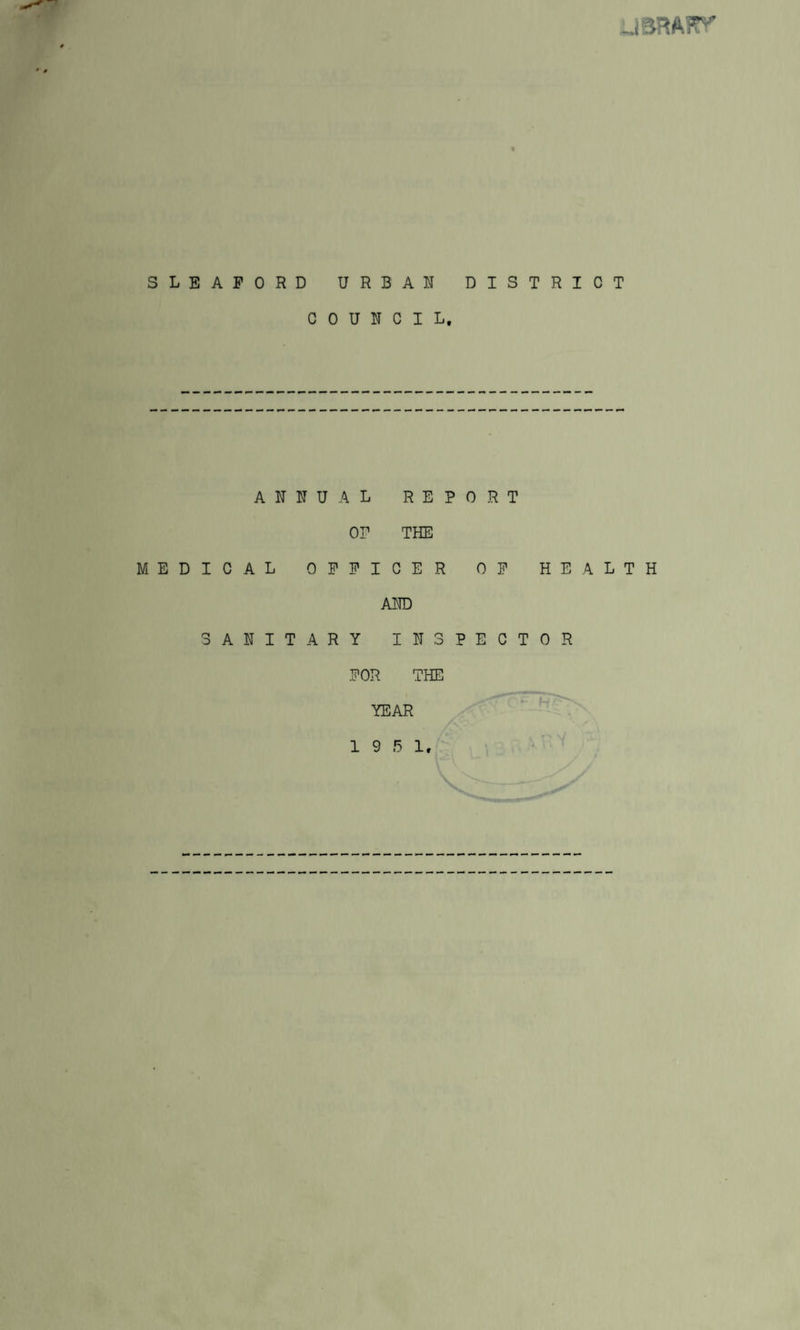 LIBRARY
SLEAFORD URBAN DISTRICT
COUNCIL.
ANNUAL REPORT
OF THE
MEDICAL OFFICER OF HEALTH
AND
SANITARY INSPECTOR
FOR THE
YEAR
1951.
LIBRARY